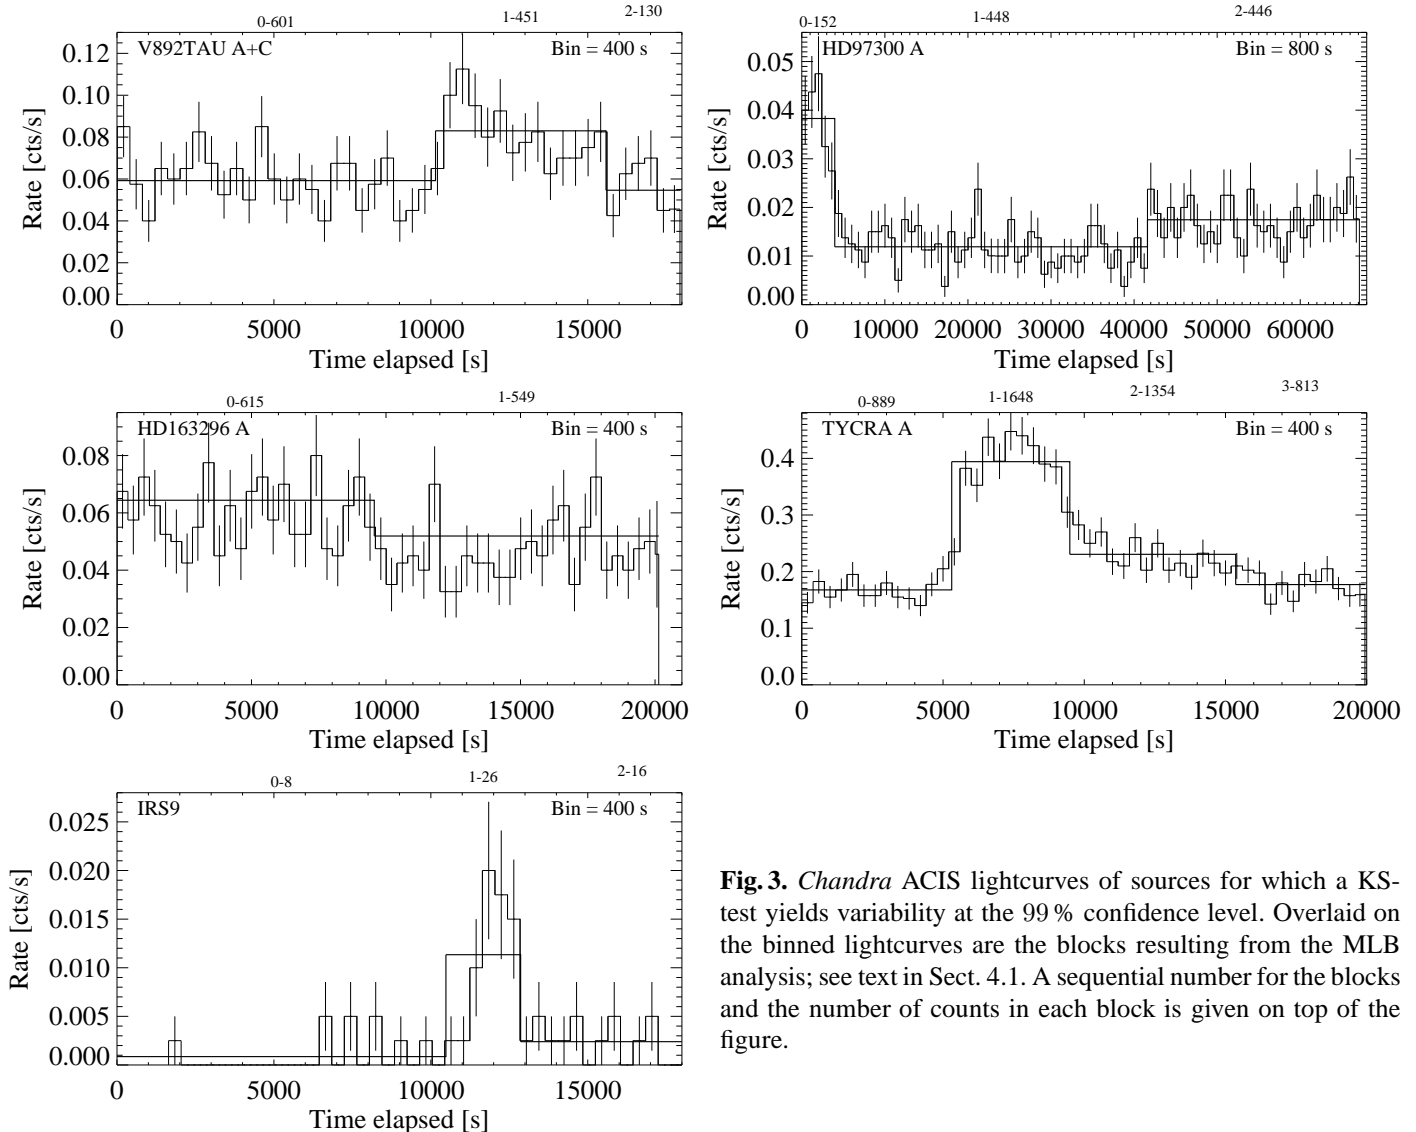 0-601 1-451 2-130
V892TAU A+C Bin = 400 s
0.12
0.10
0.08
0.06
0.04
0.02
0.00
Rate [cts/s]
0 5000 10000 15000
Time elapsed [s]
0-152 1-448 2-446
HD97300 A Bin = 800 s
0.05
0.04
0.03
0.02
0.01
0.00
Rate [cts/s]
0 10000 20000 30000 40000 50000 60000
Time elapsed [s]
0-615 1-549
HD163296 A Bin = 400 s
0.08
0.06
0.04
0.02
0.00
Rate [cts/s]
0 5000 10000 15000 20000
Time elapsed [s]
0-889 1-1648 2-1354 3-813
TYCRA A Bin = 400 s
0.4
0.3
0.2
0.1
0.0
Rate [cts/s]
0 5000 10000 15000 20000
Time elapsed [s]
0-8 1-26 2-16
IRS9 Bin = 400 s
0.025
0.020
0.015
0.010
0.005
0.000
Rate [cts/s]
0 5000 10000 15000
Time elapsed [s]
Fig. 3. Chandra ACIS lightcurves of sources for which a KS-
test yields variability at the 99 % confidence level. Overlaid on
the binned lightcurves are the blocks resulting from the MLB
analysis; see text in Sect. 4.1. A sequential number for the blocks
and the number of counts in each block is given on top of the
figure.